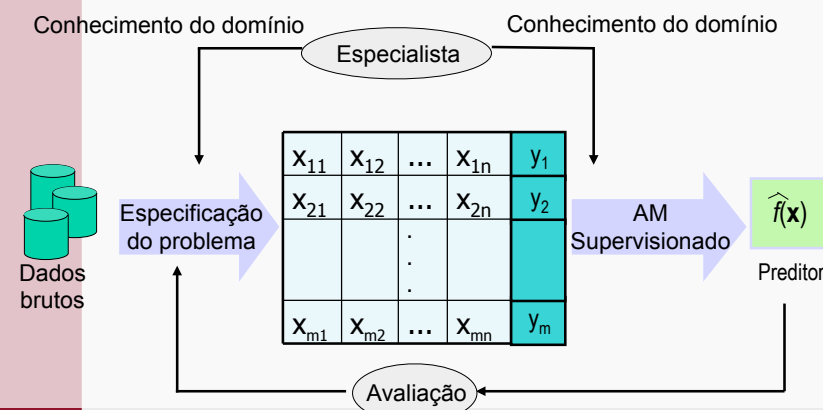 Conhecimento do domínio
Conhecimento do domínio
Especialista
x11 x12 ... x1n y1
x21 x22 ... x2n y2
.
.
.
xm1 xm2 ... xmn ym
Dados
brutos
Especificação
do problema
AM
Supervisionado
f̂(x)
Preditor
Avaliação